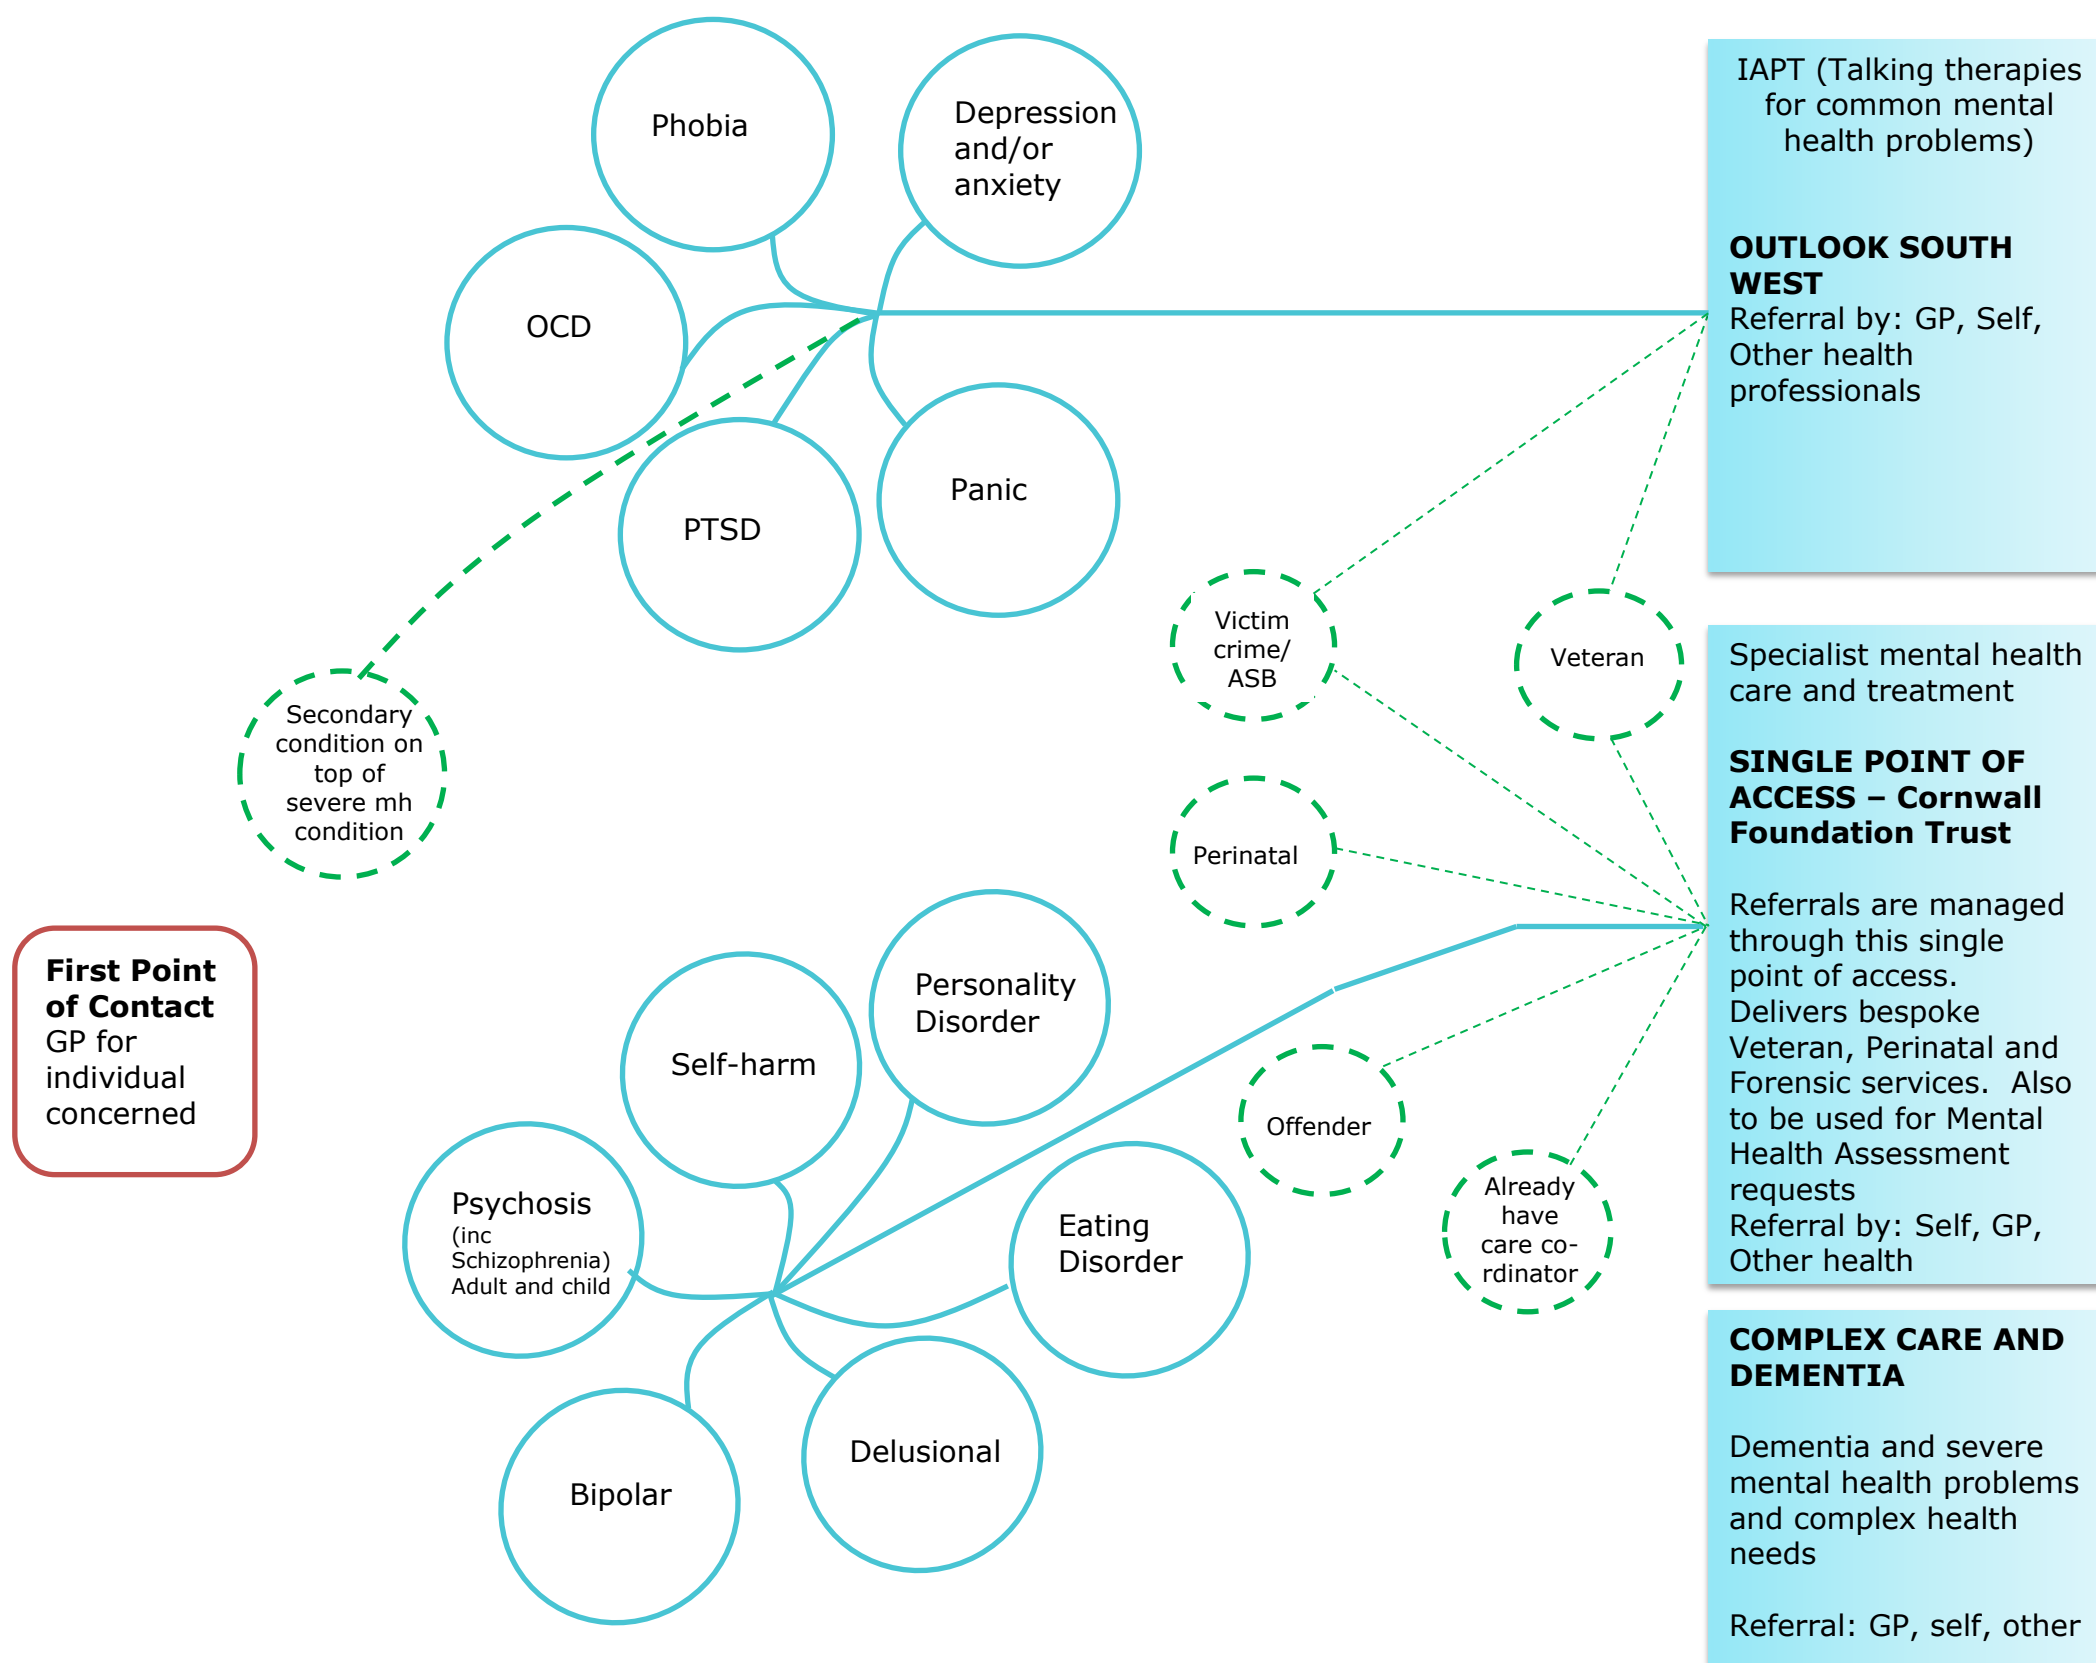 Phobia
Depression
and/or
anxiety
OCD
PTSD
Panic
Secondary
condition on
top of
severe mh
condition
First Point
of Contact
GP for
individual
concerned
Self-harm
Personality
Disorder
Psychosis
(inc
Schizophrenia)
Adult and child
Eating
Disorder
Bipolar
Delusional
Victim
crime/
ASB
Veteran
Perinatal
Offender
Already
have
care co-
rdinator
IAPT (Talking therapies
for common mental
health problems)
OUTLOOK SOUTH
WEST
Referral by: GP, Self,
Other health
professionals
Specialist mental health
care and treatment
SINGLE POINT OF
ACCESS – Cornwall
Foundation Trust
Referrals are managed
through this single
point of access.
Delivers bespoke
Veteran, Perinatal and
Forensic services.  Also
to be used for Mental
Health Assessment
requests
Referral by: Self, GP,
Other health
COMPLEX CARE AND
DEMENTIA
Dementia and severe
mental health problems
and complex health
needs
Referral: GP, self, other